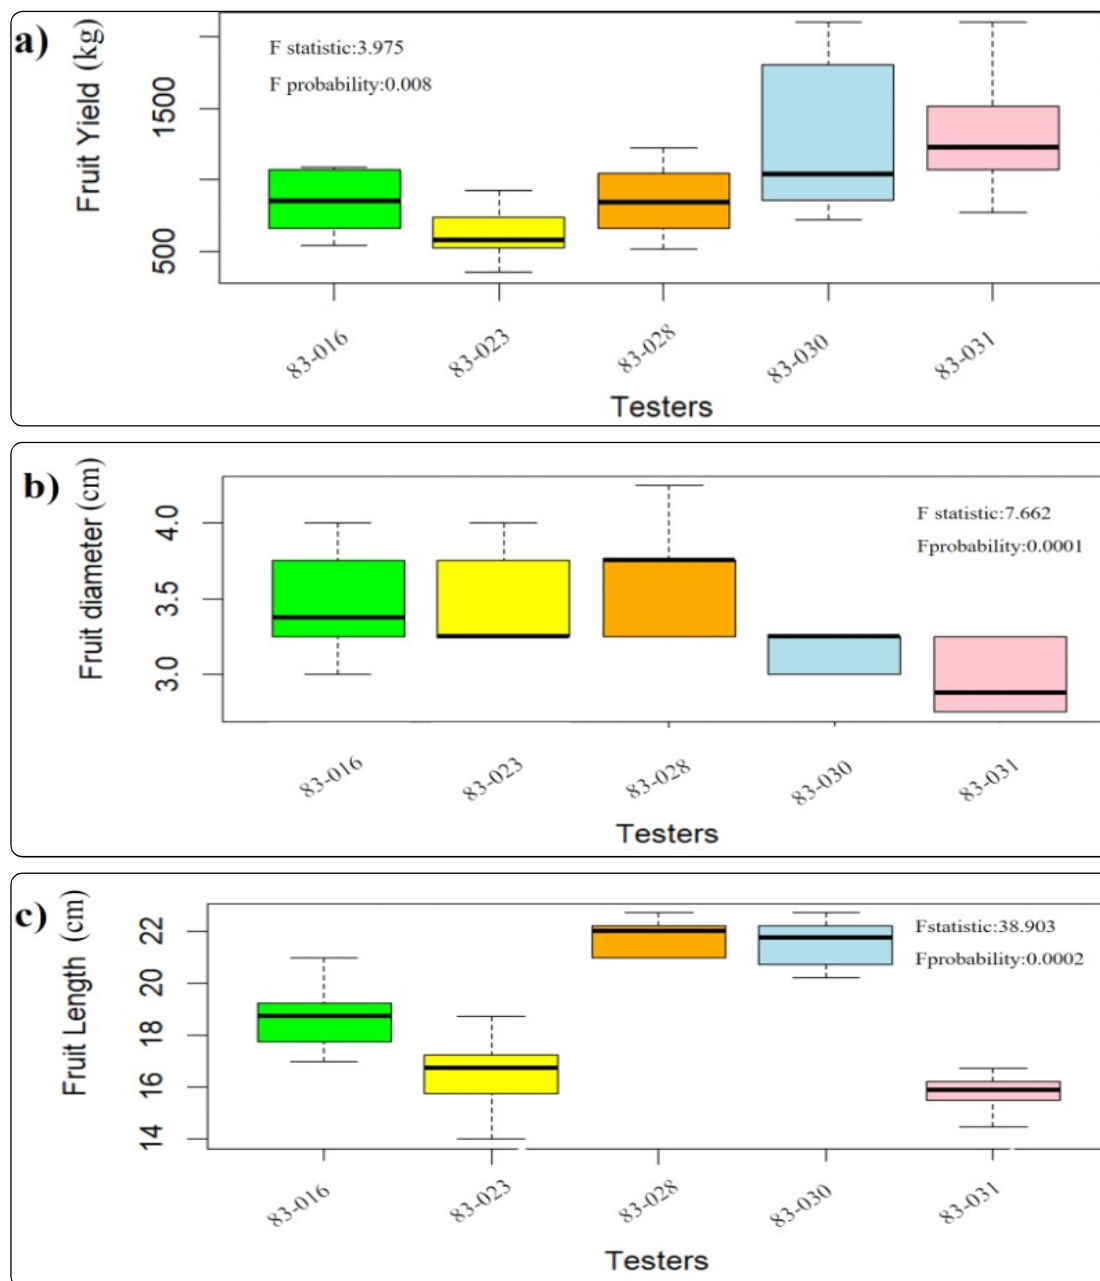 a)
Fruit Yield (kg)
1500
500
F statistic:3.975
F probability:0.008
83-016 83-023 83-028 83-030 83-031
Testers
b)
Fruit diameter (cm)
4.0
3.5
3.0
F statistic:7.662
Fprobability:0.0001
83-016 83-023 83-028 83-030 83-031
Testers
c)
Fruit Length (cm)
22
20
18
16
14
Fstatistic:38.903
Fprobability:0.0002
83-016 83-023 83-028 83-030 83-031
Testers